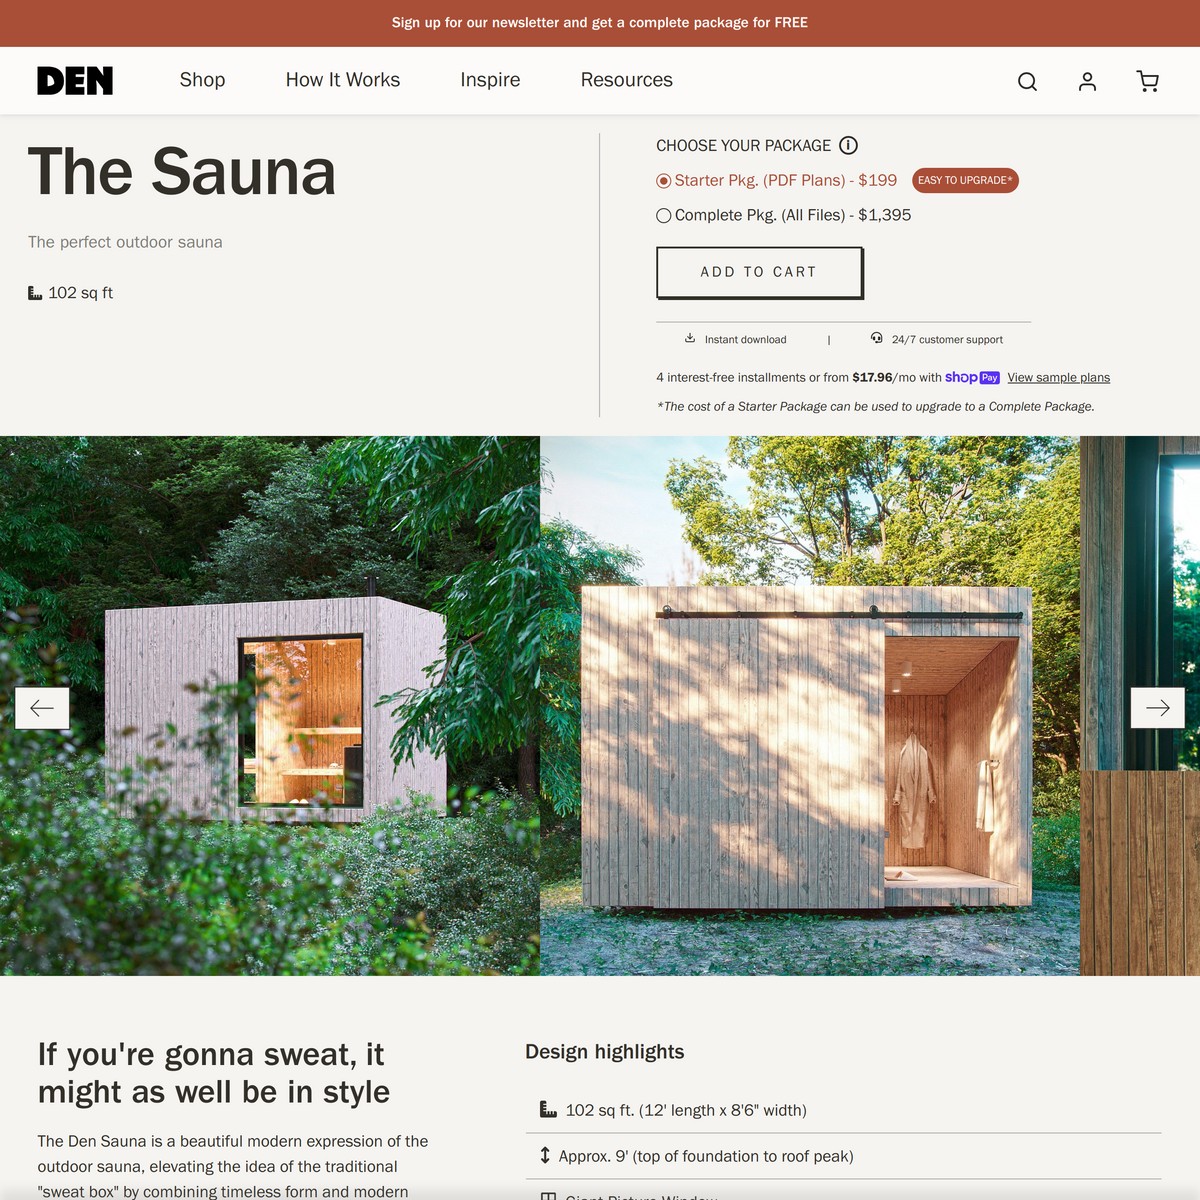 Sign up for our newsletter and get a complete package for FREE
DEN
Shop
How It Works
Inspire
Resources
The Sauna
The perfect outdoor sauna
102 sq ft
CHOOSE YOUR PACKAGE
Starter Pkg. (PDF Plans) - $199
EASY TO UPGRADE*
Complete Pkg. (All Files) - $1,395
ADD TO CART
Instant download | 24/7 customer support
4 interest-free installments or from $17.96/mo with shop Pay View sample plans
*The cost of a Starter Package can be used to upgrade to a Complete Package.
If you're gonna sweat, it
might as well be in style
The Den Sauna is a beautiful modern expression of the
outdoor sauna, elevating the idea of the traditional
"sweat box" by combining timeless form and modern
Design highlights
102 sq ft. (12' length x 8'6" width)
Approx. 9' (top of foundation to roof peak)
Giant Picture Window